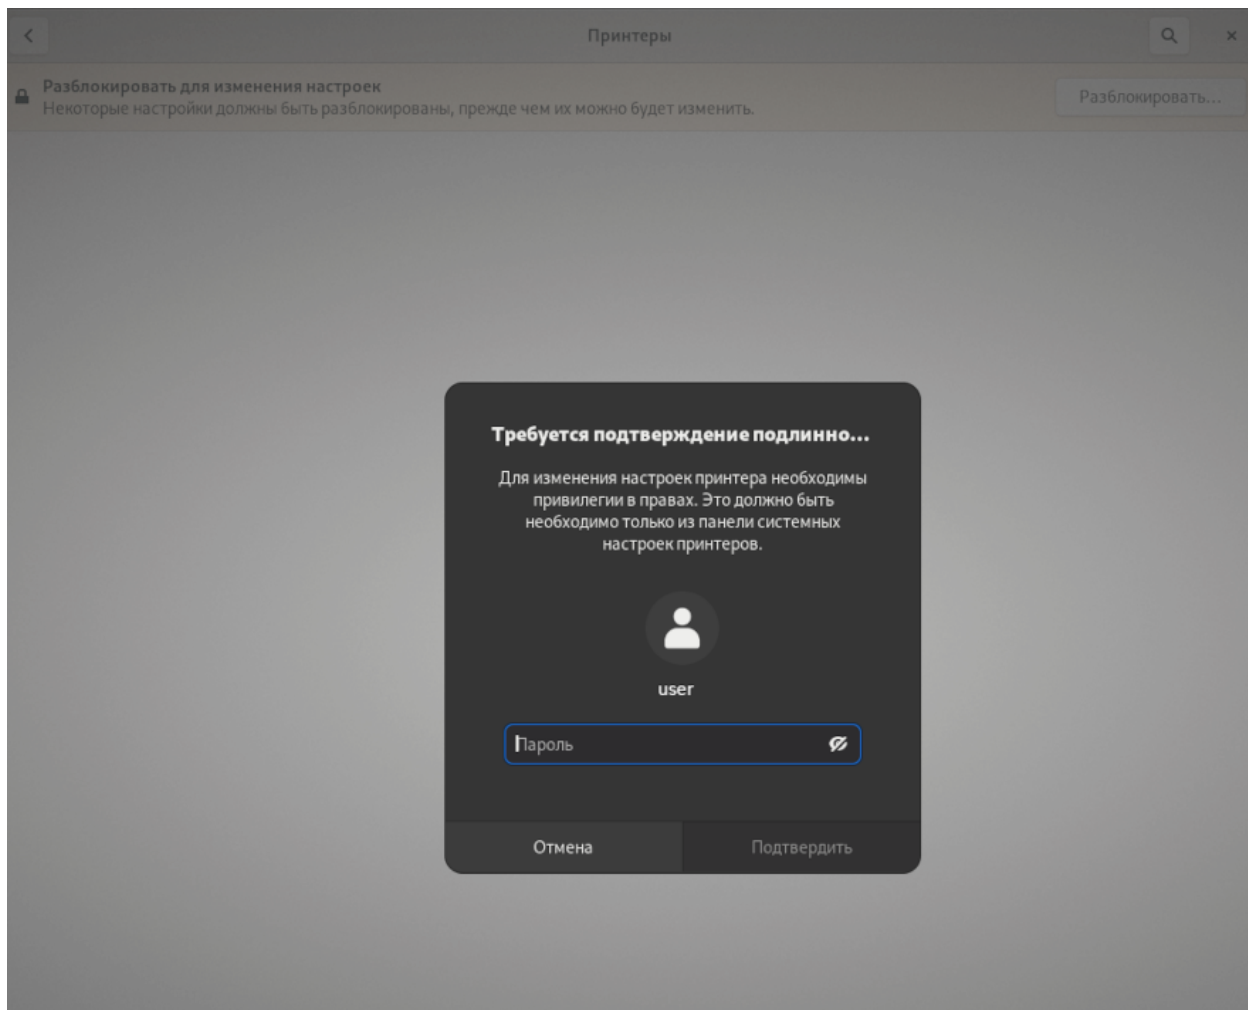 Принтеры
Разблокировать для изменения настроек
Некоторые настройки должны быть разблокированы, прежде чем их можно будет изменить.
Разблокировать...
Требуется подтверждение подлинно...
Для изменения настроек принтера необходимы
привилегии в правах. Это должно быть
необходимо только из панели системных
настроек принтеров.
user
Пароль
Отмена
Подтвердить